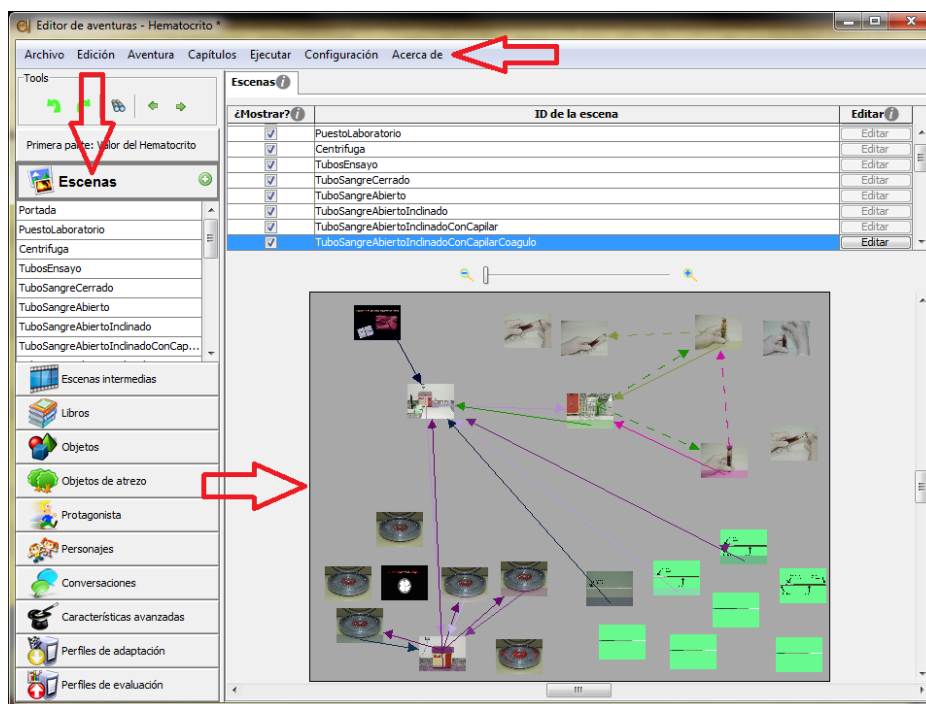 Editor de aventuras - Hematocrito *
Archivo Edición Aventura Capítulos Ejecutar Configuración Acerca de
Tools
Primera parte: Valor del Hematocrito
Escenas
Portada
PuestoLaboratorio
Centrifuga
TubosEnsayo
TuboSangreCerrado
TuboSangreAbierto
TuboSangreAbiertoInclinado
TuboSangreAbiertoInclinadoConCap...
Escenas intermedias
Libros
Objetos
Objetos de atrezo
Protagonista
Personajes
Conversaciones
Características avanzadas
Perfiles de adaptación
Perfiles de evaluación
Escenas
¿Mostrar? ID de la escena Editar
PuestoLaboratorio Editar
Centrifuga Editar
TubosEnsayo Editar
TuboSangreCerrado Editar
TuboSangreAbierto Editar
TuboSangreAbiertoInclinado Editar
TuboSangreAbiertoInclinadoConCapilar Editar
TuboSangreAbiertoInclinadoConCapilarCoagulo Editar